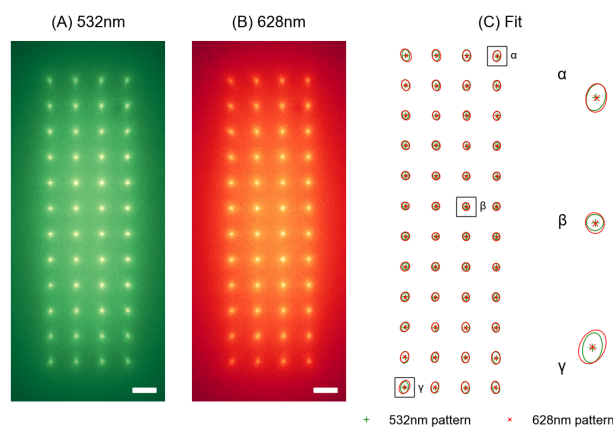 (A) 532nm
(B) 628nm
(C) Fit
α
α
β
β
γ
γ
+ 532nm pattern
× 628nm pattern